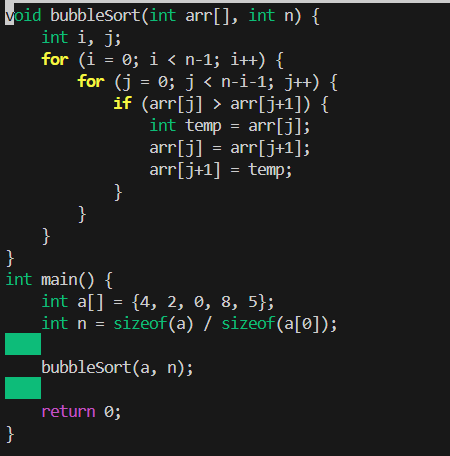 void bubbleSort(int arr[], int n) {
    int i, j;
    for (i = 0; i < n-1; i++) {
        for (j = 0; j < n-i-1; j++) {
            if (arr[j] > arr[j+1]) {
                int temp = arr[j];
                arr[j] = arr[j+1];
                arr[j+1] = temp;
            }
        }
    }
}
int main() {
    int a[] = {4, 2, 0, 8, 5};
    int n = sizeof(a) / sizeof(a[0]);
    bubbleSort(a, n);
    return 0;
}